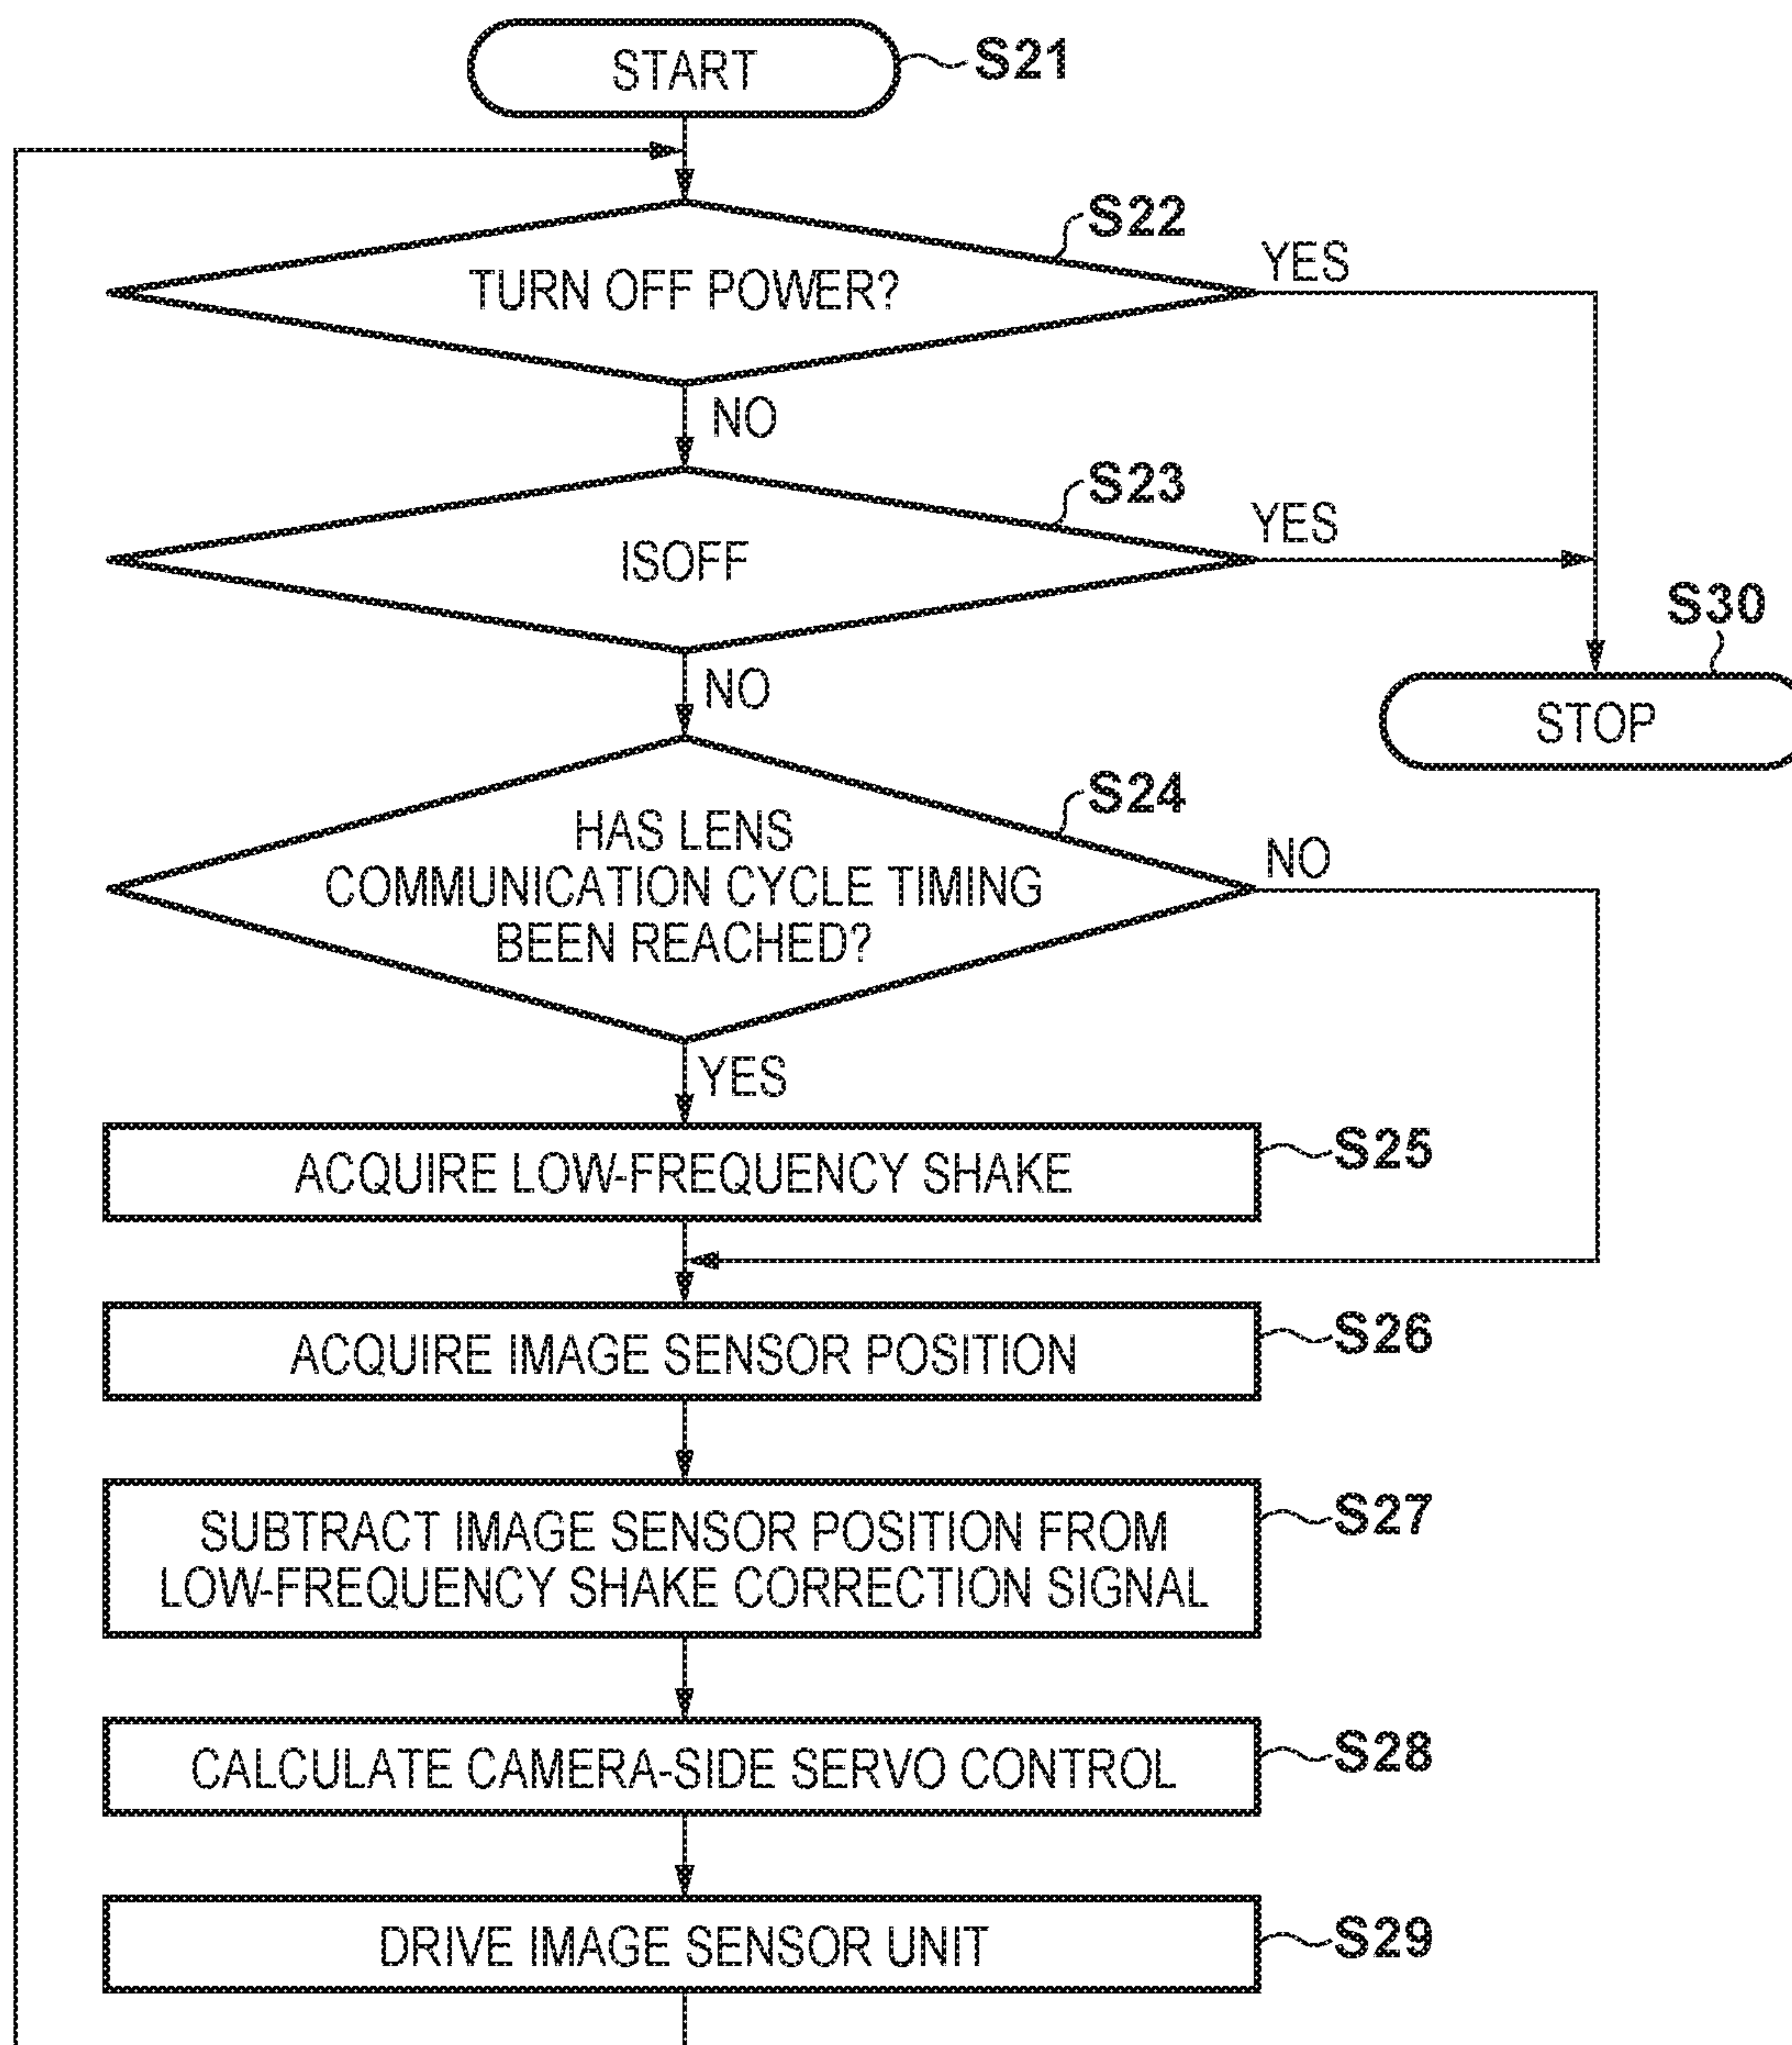 START
S21
S22
TURN OFF POWER?
YES
NO
S23
ISOFF
YES
NO
S30
STOP
S24
HAS LENS
COMMUNICATION CYCLE TIMING
BEEN REACHED?
NO
YES
ACQUIRE LOW-FREQUENCY SHAKE
S25
ACQUIRE IMAGE SENSOR POSITION
S26
SUBTRACT IMAGE SENSOR POSITION FROM
LOW-FREQUENCY SHAKE CORRECTION SIGNAL
S27
CALCULATE CAMERA-SIDE SERVO CONTROL
S28
DRIVE IMAGE SENSOR UNIT
S29